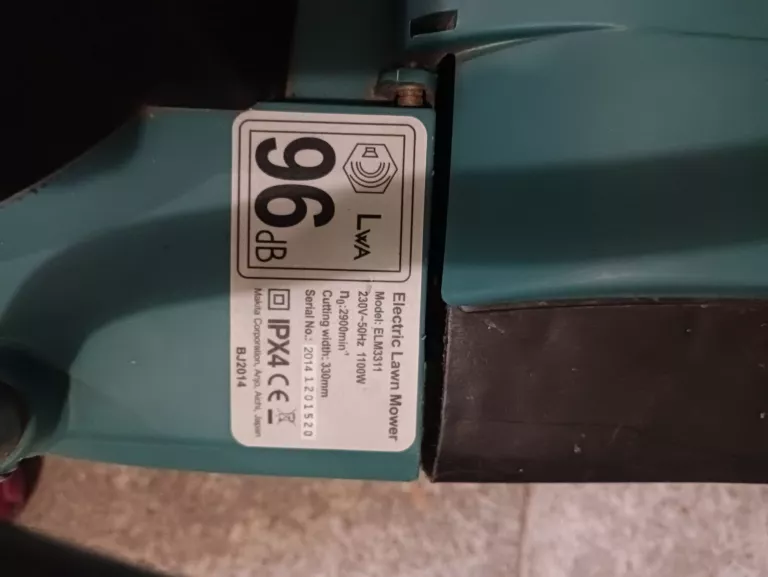 96 dB
LWA
Electric Lawn Mower
Model: ELM3311
230V~50Hz 1100W
n0:2900min-1
Cutting width: 330mm
Serial No.: 2014 1201520
IPX4 CE
Makita Corporation, Anjo, Aichi, Japan
BJ2014